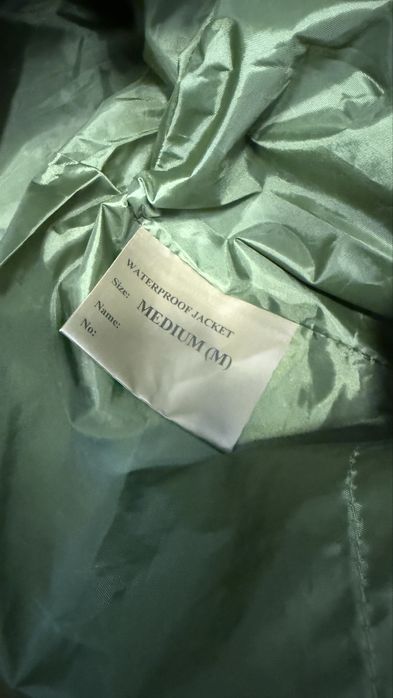 WATERPROOF JACKET
Size: MEDIUM (M)
Name:
No: